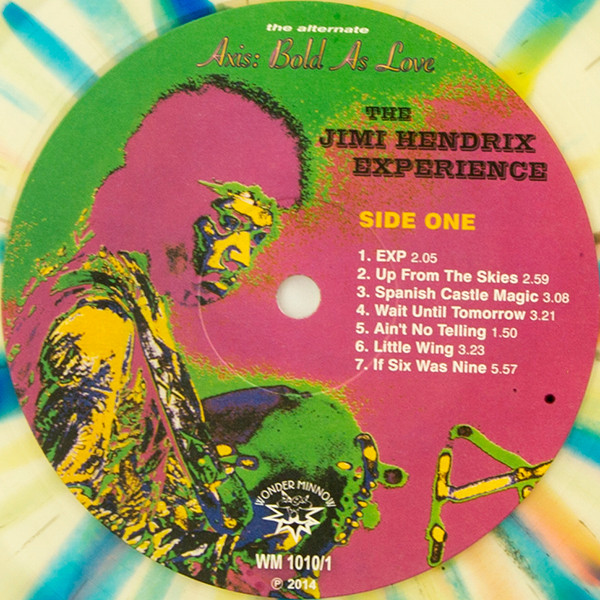 the alternate
Axis: Bold As Love
THE
JIMI HENDRIX
EXPERIENCE
SIDE ONE
1. EXP 2.05
2. Up From The Skies 2.59
3. Spanish Castle Magic 3.08
4. Wait Until Tomorrow 3.21
5. Ain't No Telling 1.50
6. Little Wing 3.23
7. If Six Was Nine 5.57
WONDER MINNOW
WM 1010/1
℗ 2014